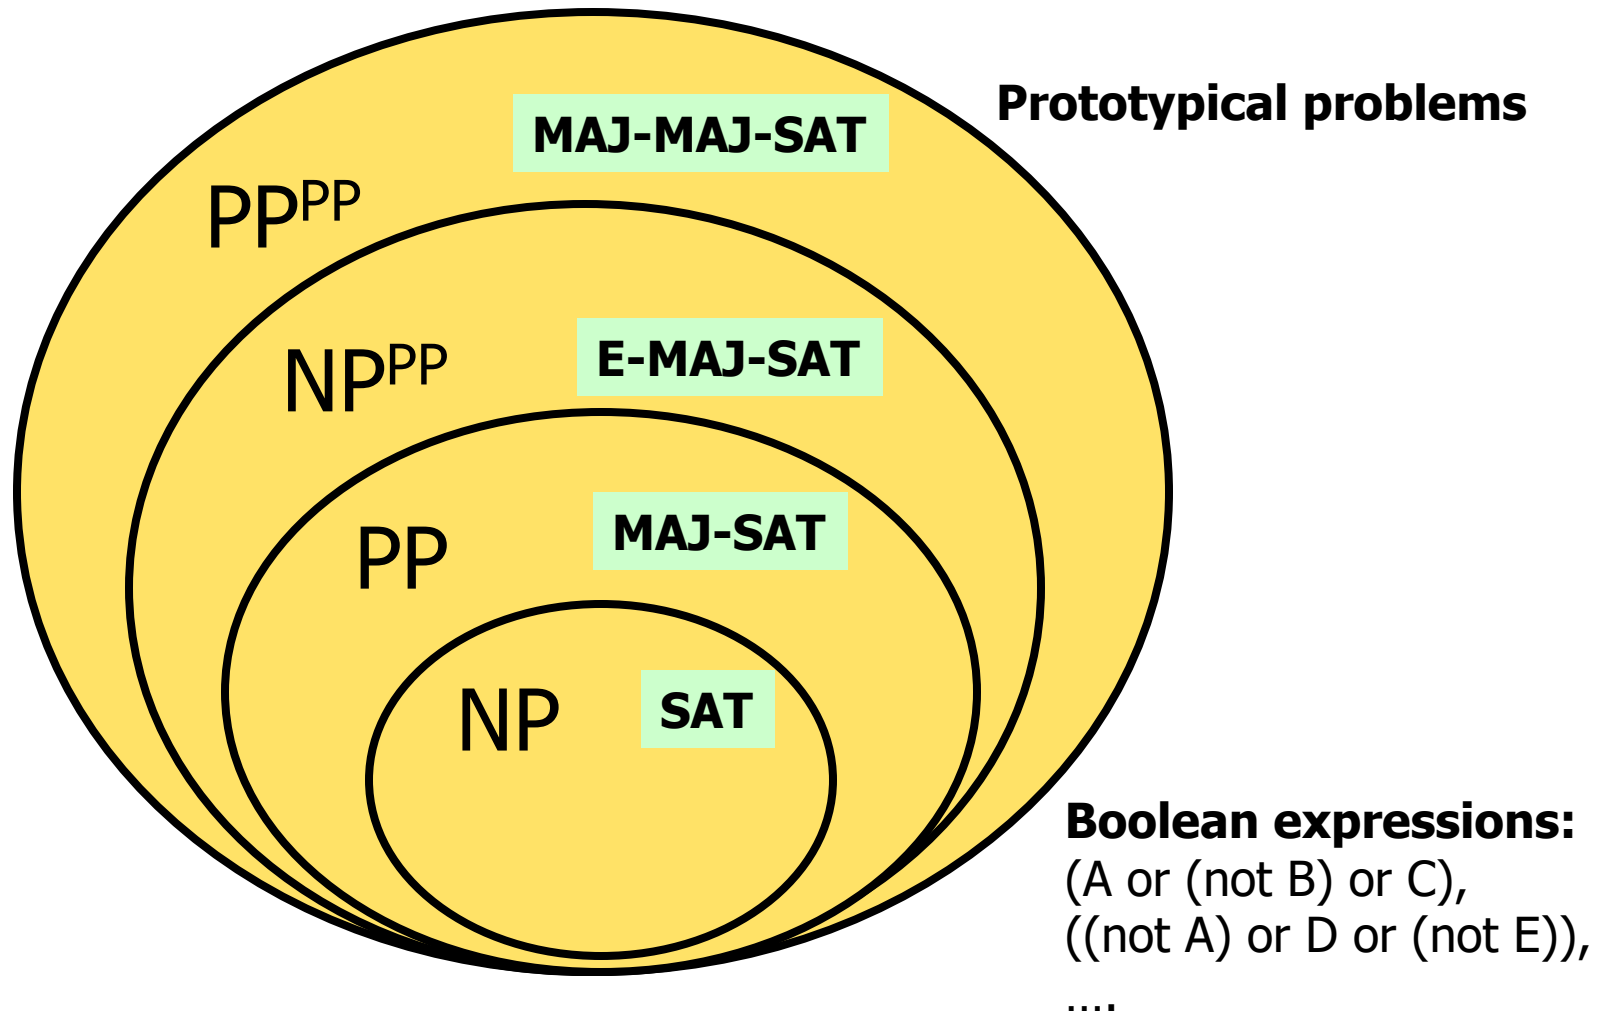 Prototypical problems
MAJ-MAJ-SAT
PP^PP
E-MAJ-SAT
NP^PP
MAJ-SAT
PP
NP
SAT
Boolean expressions:
(A or (not B) or C),
((not A) or D or (not E)),
….